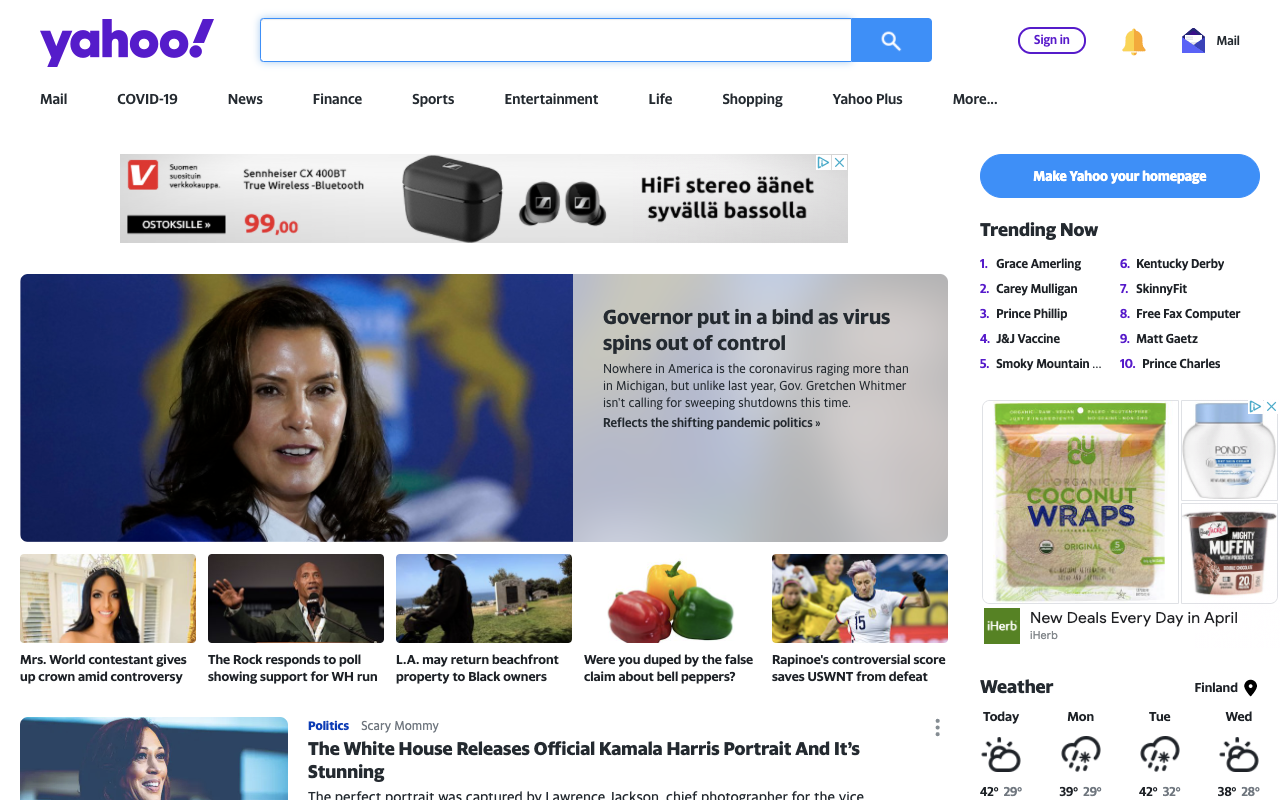 yahoo!
Sign in
Mail
Mail
COVID-19
News
Finance
Sports
Entertainment
Life
Shopping
Yahoo Plus
More...
V
Suomen
suosituin
verkkokauppa.
OSTOKSILLE »
Sennheiser CX 400BT
True Wireless -Bluetooth
99,00
HiFi stereo äänet
syvällä bassolla
Make Yahoo your homepage
Trending Now
1. Grace Amerling
2. Carey Mulligan
3. Prince Phillip
4. J&J Vaccine
5. Smoky Mountain ...
6. Kentucky Derby
7. SkinnyFit
8. Free Fax Computer
9. Matt Gaetz
10. Prince Charles
Governor put in a bind as virus
spins out of control
Nowhere in America is the coronavirus raging more than
in Michigan, but unlike last year, Gov. Gretchen Whitmer
isn't calling for sweeping shutdowns this time.
Reflects the shifting pandemic politics »
ORGANIC
COCONUT
WRAPS
ORIGINAL
5
POND'S
MIGHTY
MUFFIN
20
iHerb
New Deals Every Day in April
iHerb
15
Mrs. World contestant gives
up crown amid controversy
The Rock responds to poll
showing support for WH run
L.A. may return beachfront
property to Black owners
Were you duped by the false
claim about bell peppers?
Rapinoe's controversial score
saves USWNT from defeat
Politics Scary Mommy
The White House Releases Official Kamala Harris Portrait And It's
Stunning
The perfect portrait was captured by Lawrence Jackson, chief photographer for the vice
Weather
Finland
Today
Mon
Tue
Wed
42° 29°
39° 29°
42° 32°
38° 28°